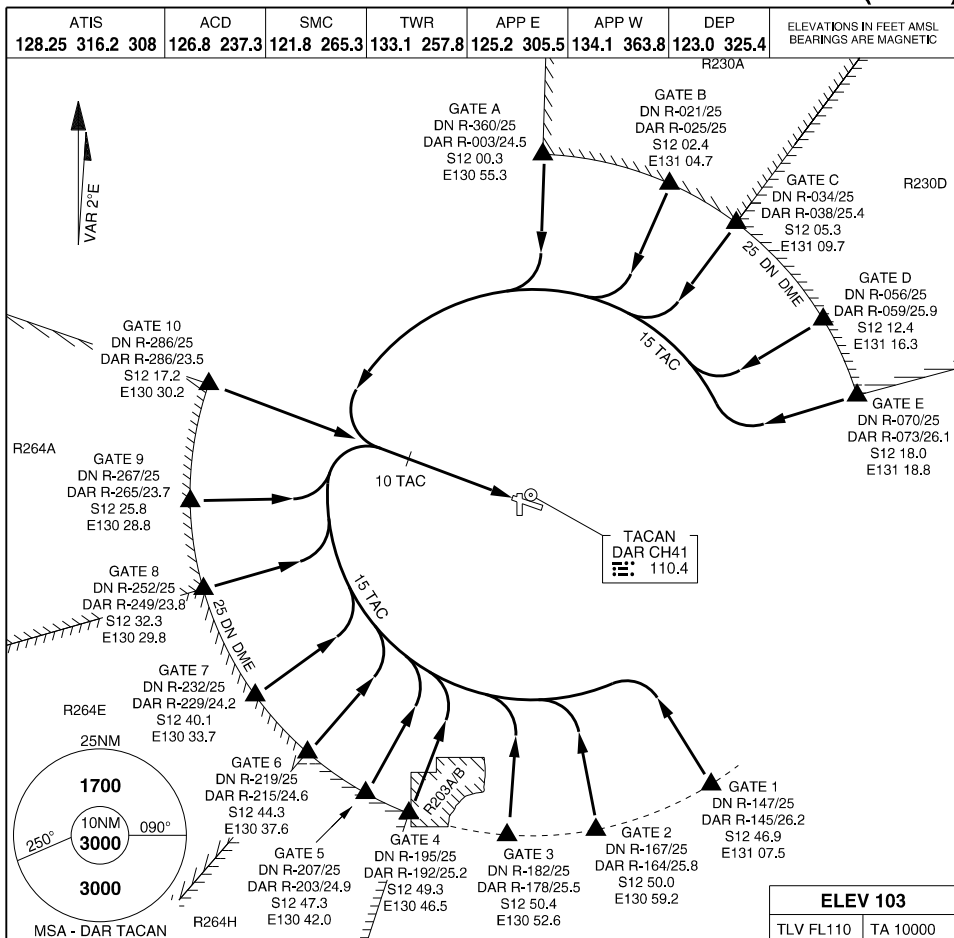 ATIS
128.25 316.2 308
ACD
126.8 237.3
SMC
121.8 265.3
TWR
133.1 257.8
APP E
125.2 305.5
APP W
134.1 363.8
DEP
123.0 325.4
ELEVATIONS IN FEET AMSL
BEARINGS ARE MAGNETIC
R230A
VAR 2°E
GATE A
DN R-360/25
DAR R-003/24.5
S12 00.3
E130 55.3
GATE B
DN R-021/25
DAR R-025/25
S12 02.4
E131 04.7
GATE C
DN R-034/25
DAR R-038/25.4
S12 05.3
E131 09.7
R230D
25 DN DME
GATE D
DN R-056/25
DAR R-059/25.9
S12 12.4
E131 16.3
15 TAC
GATE E
DN R-070/25
DAR R-073/26.1
S12 18.0
E131 18.8
GATE 10
DN R-286/25
DAR R-286/23.5
S12 17.2
E130 30.2
R264A
GATE 9
DN R-267/25
DAR R-265/23.7
S12 25.8
E130 28.8
10 TAC
TACAN
DAR CH41
110.4
GATE 8
DN R-252/25
DAR R-249/23.8
S12 32.3
E130 29.8
25 DN DME
15 TAC
GATE 7
DN R-232/25
DAR R-229/24.2
S12 40.1
E130 33.7
R264E
GATE 6
DN R-219/25
DAR R-215/24.6
S12 44.3
E130 37.6
GATE 5
DN R-207/25
DAR R-203/24.9
S12 47.3
E130 42.0
R203A/B
GATE 4
DN R-195/25
DAR R-192/25.2
S12 49.3
E130 46.5
GATE 3
DN R-182/25
DAR R-178/25.5
S12 50.4
E130 52.6
GATE 2
DN R-167/25
DAR R-164/25.8
S12 50.0
E130 59.2
GATE 1
DN R-147/25
DAR R-145/26.2
S12 46.9
E131 07.5
25NM
1700
10NM
3000
250°
090°
3000
MSA - DAR TACAN
R264H
ELEV 103
TLV FL110
TA 10000